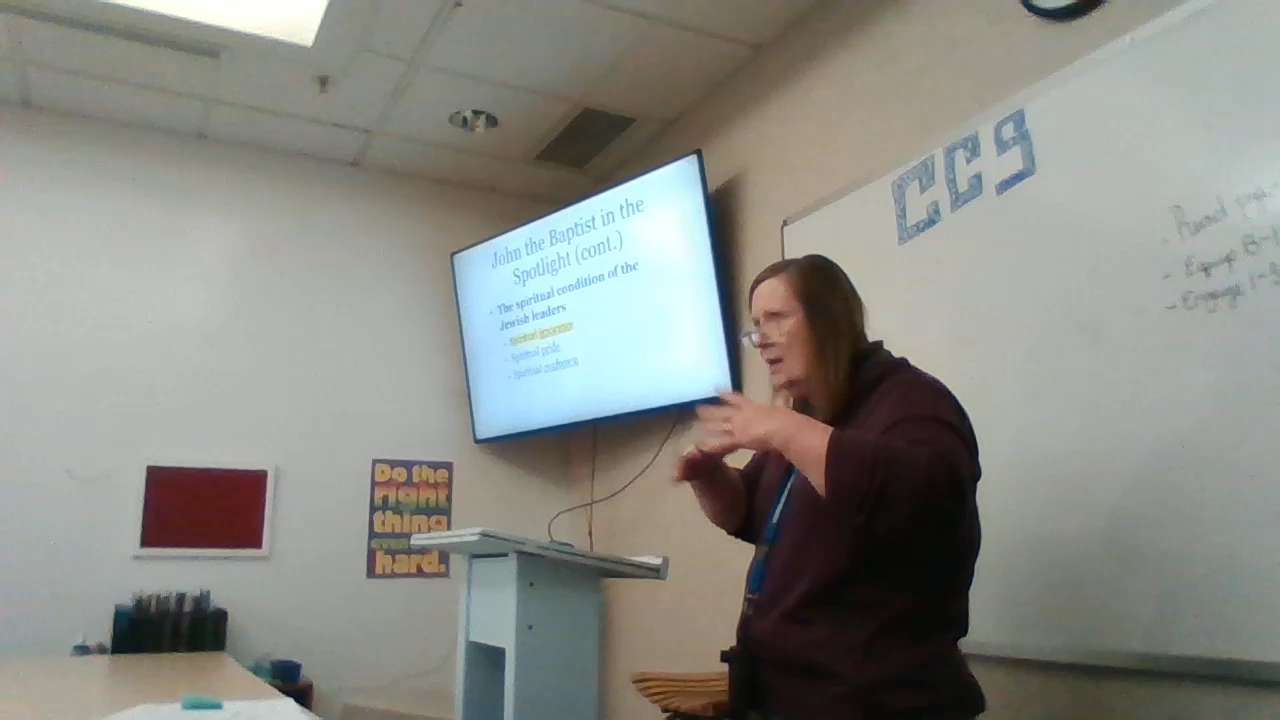 John the Baptist in the
Spotlight (cont.)
The spiritual condition of the
Jewish leaders
- Spiritual ignorance
- Spiritual pride
- Spiritual
CCS
Do the
right
thing
hard.
Read